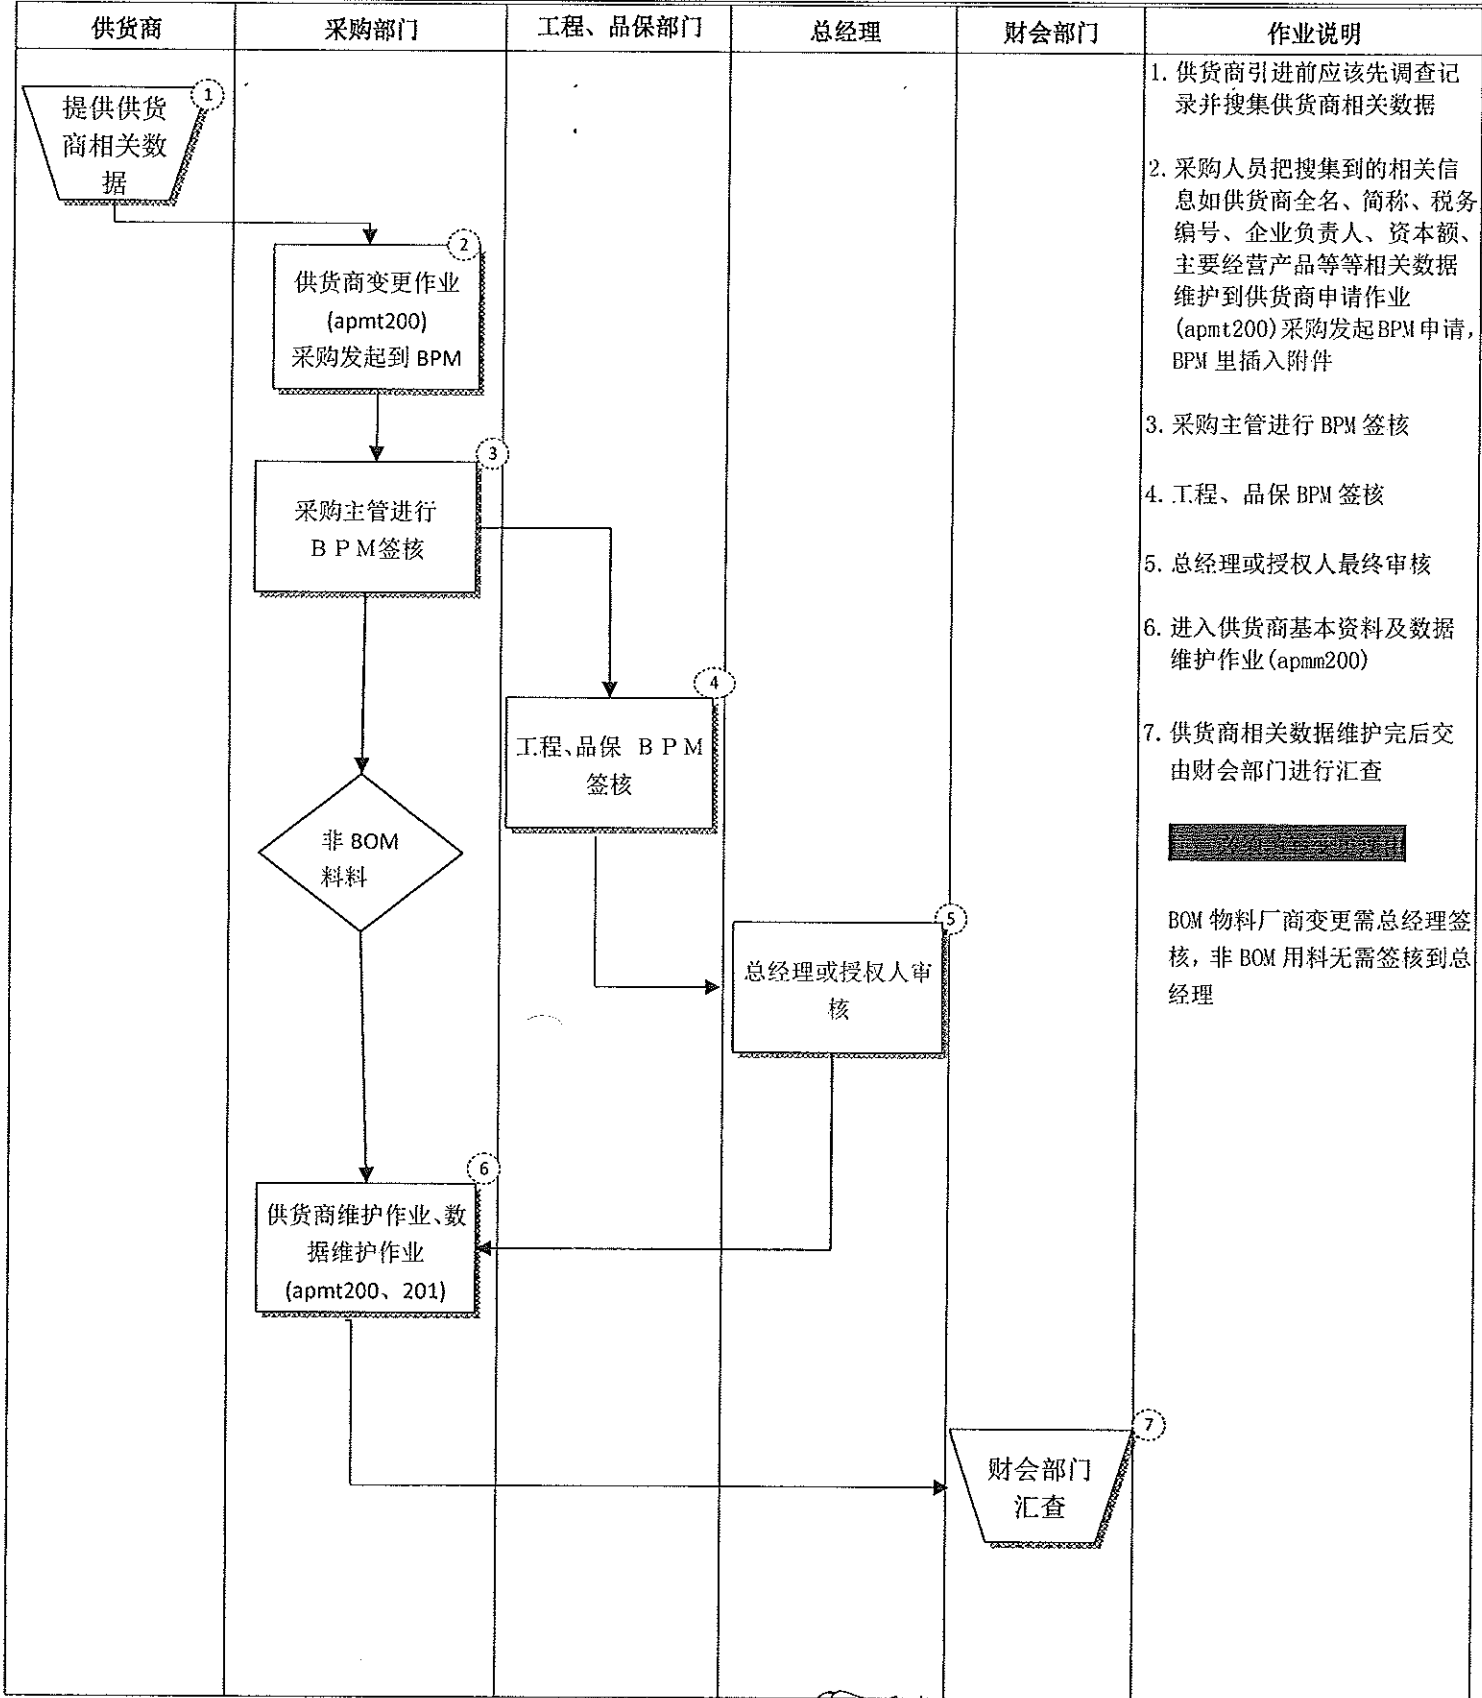 供货商
采购部门
工程、品保部门
总经理
财会部门
作业说明
提供供货
商相关数
据
1
供货商变更作业
(apmt200)
采购发起到 BPM
2
采购主管进行
ＢＰＭ签核
3
工程、品保 ＢＰＭ
签核
4
非 BOM
料料
总经理或授权人审
核
5
供货商维护作业、数
据维护作业
(apmt200、201)
6
财会部门
汇查
7
1. 供货商引进前应该先调查记
录并搜集供货商相关数据
2. 采购人员把搜集到的相关信
息如供货商全名、简称、税务
编号、企业负责人、资本额、
主要经营产品等等相关数据
维护到供货商申请作业
(apmt200)采购发起BPM申请，
BPM 里插入附件
3. 采购主管进行 BPM 签核
4. 工程、品保 BPM 签核
5. 总经理或授权人最终审核
6. 进入供货商基本资料及数据
维护作业(apmm200)
7. 供货商相关数据维护完后交
由财会部门进行汇查
BOM 物料厂商变更需总经理签
核，非 BOM 用料无需签核到总
经理